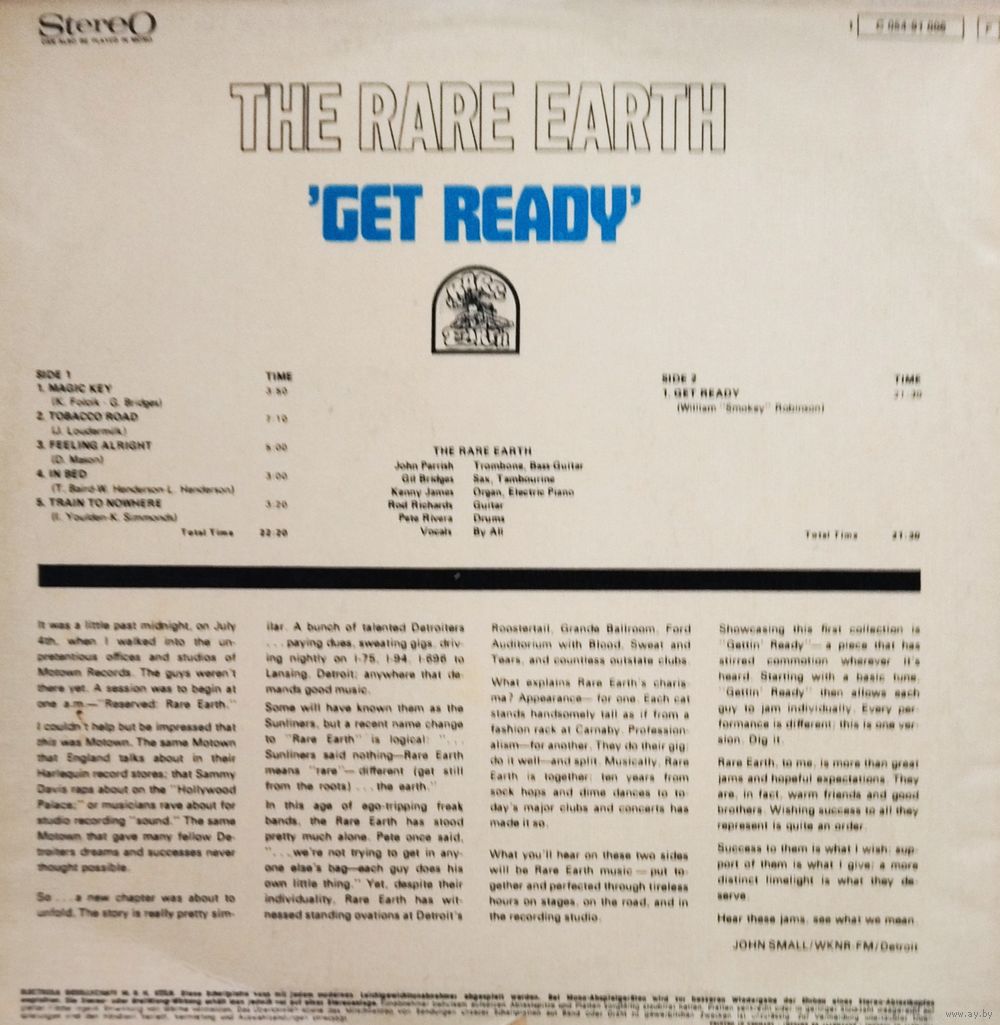 Stereo
CAN ALSO BE PLAYED IN MONO
F
THE RARE EARTH
'GET READY'
RARE
EARTH
SIDE 1 TIME
1. MAGIC KEY 3:50
(K. Folcik - G. Bridges)
2. TOBACCO ROAD 7:10
(J. Loudermilk)
3. FEELING ALRIGHT 5:00
(D. Mason)
4. IN BED 3:00
(T. Baird-W. Henderson-L. Henderson)
5. TRAIN TO NOWHERE 3:20
(I. Youlden-K. Simmonds)
Total Time 22:20
THE RARE EARTH
John Parrish Trombone, Bass Guitar
Gil Bridges Sax, Tambourine
Kenny James Organ, Electric Piano
Rod Richards Guitar
Pete Rivera Drums
Vocals By All
SIDE 2 TIME
1. GET READY 21:30
(William "Smokey" Robinson)
Total Time 21:30
It was a little past midnight, on July
4th, when I walked into the un-
pretentious offices and studios of
Motown Records. The guys weren't
there yet. A session was to begin at
one a.m.—"Reserved: Rare Earth."
I couldn't help but be impressed that
this was Motown. The same Motown
that England talks about in their
Harlequin record stores; that Sammy
Davis raps about on the "Hollywood
Palace;" or musicians rave about for
studio recording "sound." The same
Motown that gave many fellow De-
troiters dreams and successes never
thought possible.
So . . . a new chapter was about to
unfold. The story is really pretty sim-
ilar. A bunch of talented Detroiters
. . . paying dues, sweating gigs, driv-
ing nightly on I-75, I-94, I-696 to
Lansing, Detroit; anywhere that de-
mands good music.
Some will have known them as the
Sunliners, but a recent name change
to "Rare Earth" is logical: ". . .
Sunliners said nothing—Rare Earth
means "rare"—different (get still
from the roots) . . . the earth."
In this age of ego-tripping freak
bands, the Rare Earth has stood
pretty much alone. Pete once said,
". . . we're not trying to get in any-
one else's bag—each guy does his
own little thing." Yet, despite their
individuality, Rare Earth has wit-
nessed standing ovations at Detroit's
Roostertail, Grande Ballroom, Ford
Auditorium with Blood, Sweat and
Tears, and countless outstate clubs.
What explains Rare Earth's charis-
ma? Appearance—for one. Each cat
stands handsomely tall as if from a
fashion rack at Carnaby. Profession-
alism—for another. They do their gig;
do it well—and split. Musically, Rare
Earth is together; ten years from
sock hops and dime dances to to-
day's major clubs and concerts has
made it so.
What you'll hear on these two sides
will be Rare Earth music—put to-
gether and perfected through tireless
hours on stages, on the road, and in
the recording studio.
Showcasing this first collection is
"Gettin' Ready"—a piece that has
stirred commotion wherever it's
heard. Starting with a basic tune,
"Gettin' Ready" then allows each
guy to jam individually. Every per-
formance is different; this is one ver-
sion. Dig it.
Rare Earth, to me, is more than great
jams and hopeful expectations. They
are, in fact, warm friends and good
brothers. Wishing success to all they
represent is quite an order.
Success to them is what I wish; sup-
port of them is what I give; a more
distinct limelight is what they de-
serve.
Hear these jams, see what we mean.
JOHN SMALL/WKNR-FM/Detroit
www.ay.by